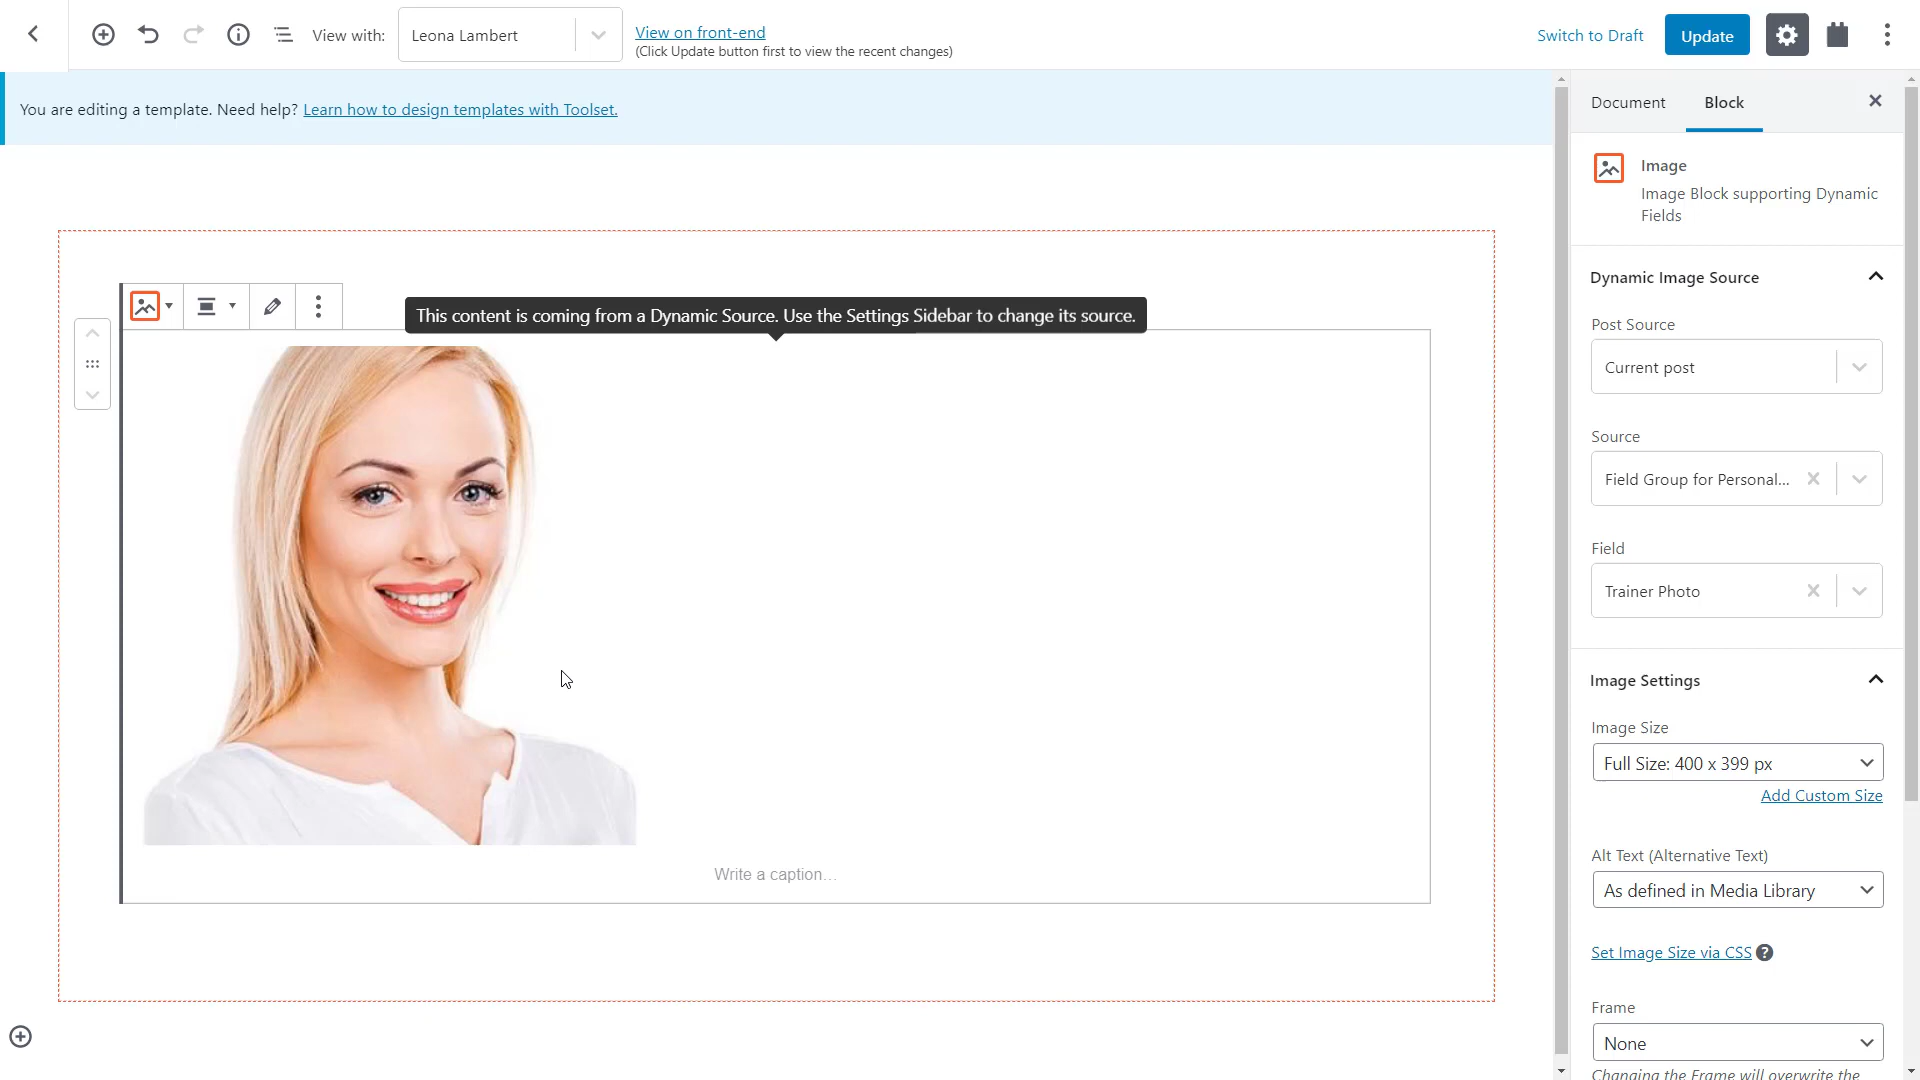 View with:
Leona Lambert
View on front-end
(Click Update button first to view the recent changes)
Switch to Draft
Update
You are editing a template. Need help? Learn how to design templates with Toolset.
This content is coming from a Dynamic Source. Use the Settings Sidebar to change its source.
Write a caption...
Document
Block
Image
Image Block supporting Dynamic
Fields
Dynamic Image Source
Post Source
Current post
Source
Field Group for Personal...
Field
Trainer Photo
Image Settings
Image Size
Full Size: 400 x 399 px
Add Custom Size
Alt Text (Alternative Text)
As defined in Media Library
Set Image Size via CSS
Frame
None
Changing the Frame will overwrite the